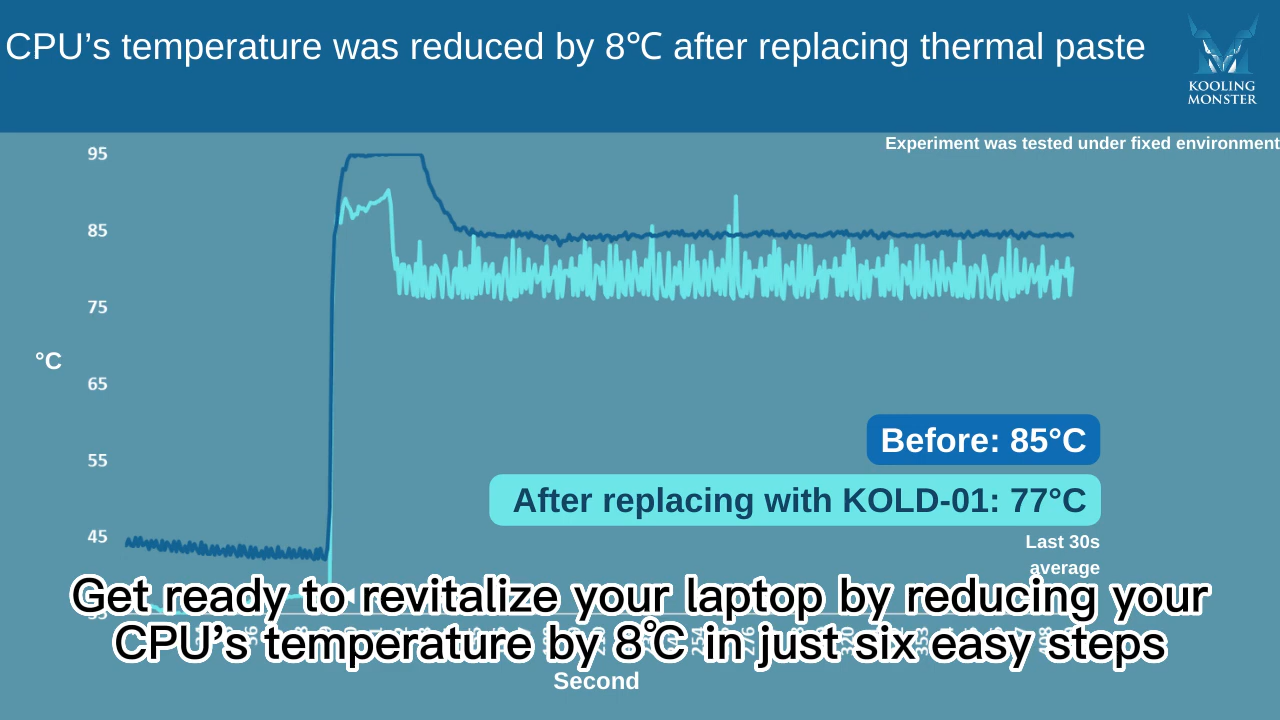 CPU’s temperature was reduced by 8℃ after replacing thermal paste
KOOLING
MONSTER
Experiment was tested under fixed environment
95
85
75
°C
65
55
45
Before: 85°C
After replacing with KOLD-01: 77°C
Last 30s
average
Get ready to revitalize your laptop by reducing your
CPU’s temperature by 8℃ in just six easy steps
Second